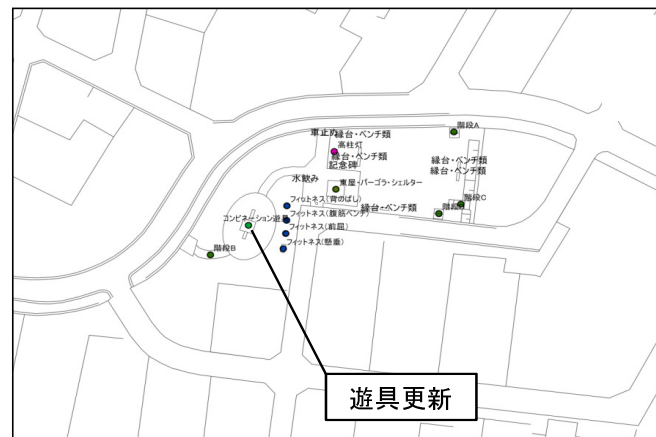 階段A
車止め
縁台・ベンチ類
高柱灯
縁台・ベンチ類
記念碑
縁台・ベンチ類
縁台・ベンチ類
水飲み
東屋・パーゴラ・シェルター
フィットネス(背のばし)
縁台・ベンチ類
階段C
コンビネーション遊具
フィットネス(腹筋ベンチ)
フィットネス(前屈)
フィットネス(懸垂)
階段B
遊具更新